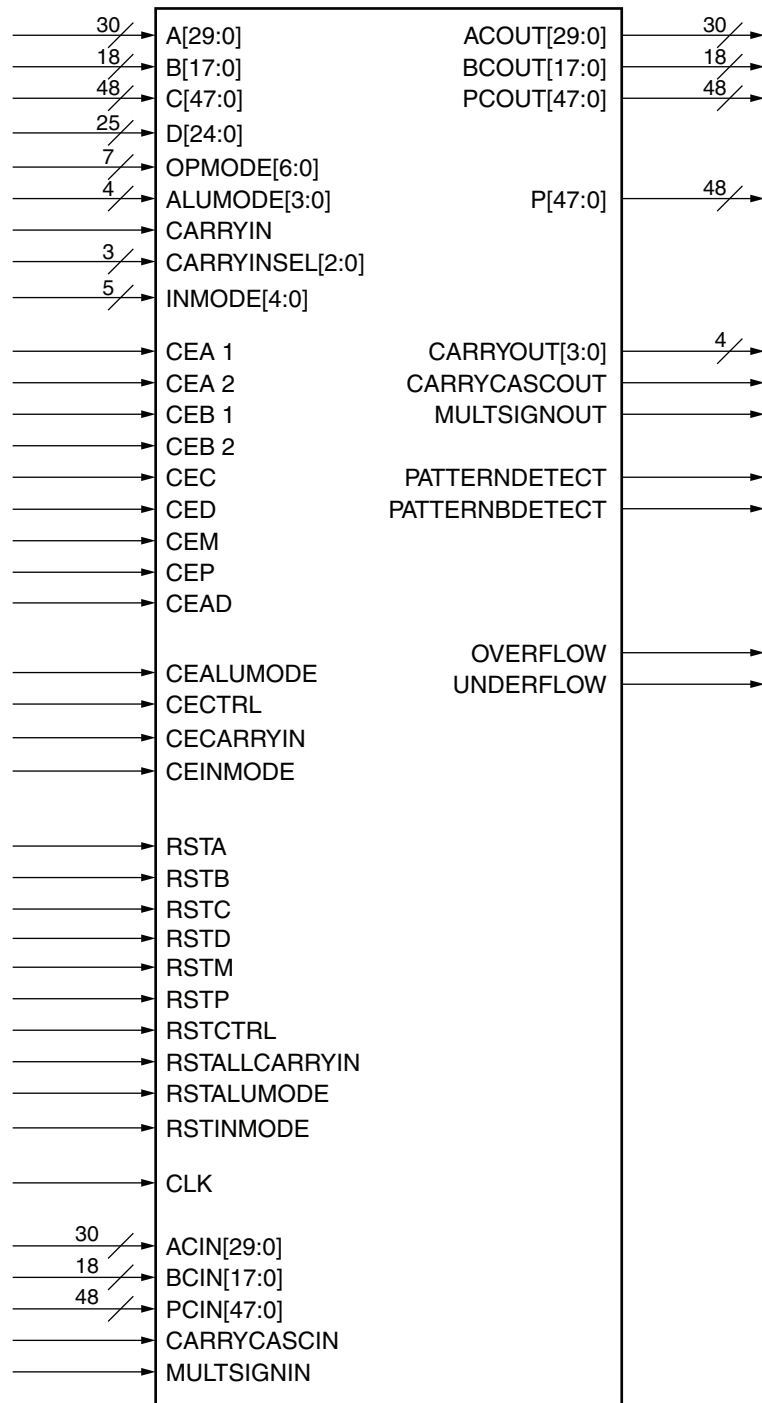 30 A[29:0] ACOUT[29:0] 30
18 B[17:0] BCOUT[17:0] 18
48 C[47:0] PCOUT[47:0] 48
25 D[24:0]
7 OPMODE[6:0]
4 ALUMODE[3:0] P[47:0] 48
CARRYIN
3 CARRYINSEL[2:0]
5 INMODE[4:0]
CEA 1 CARRYOUT[3:0] 4
CEA 2 CARRYCASCOUT
CEB 1 MULTSIGNOUT
CEB 2
CEC PATTERNDETECT
CED PATTERNBDETECT
CEM
CEP
CEAD
OVERFLOW
CEALUMODE UNDERFLOW
CECTRL
CECARRYIN
CEINMODE
RSTA
RSTB
RSTC
RSTD
RSTM
RSTP
RSTCTRL
RSTALLCARRYIN
RSTALUMODE
RSTINMODE
CLK
30 ACIN[29:0]
18 BCIN[17:0]
48 PCIN[47:0]
CARRYCASCIN
MULTSIGNIN